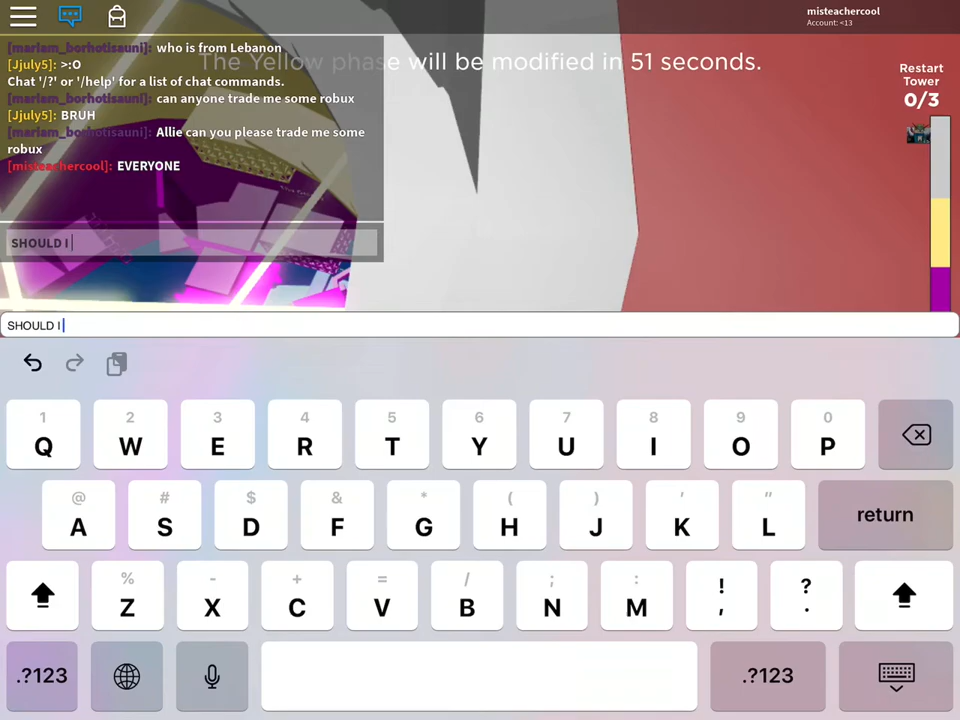 misteachercool
Account: <13
[mariam_borhotisauni]: who is from Lebanon
The Yellow phase will be modified in 51 seconds.
[Jjuly5]: >:O
Chat '/?' or '/help' for a list of chat commands.
[mariam_borhotisauni]: can anyone trade me some robux
[Jjuly5]: BRUH
[mariam_borhotisauni]: Allie can you please trade me some
robux
[misteachercool]: EVERYONE
Restart
Tower
0/3
SHOULD I
SHOULD I
1 2 3 4 5 6 7 8 9 0
Q W E R T Y U I O P
@ # $ & * ( ) ' "
A S D F G H J K L return
% - + = / ; : ! ?
Z X C V B N M , .
.?123 .?123